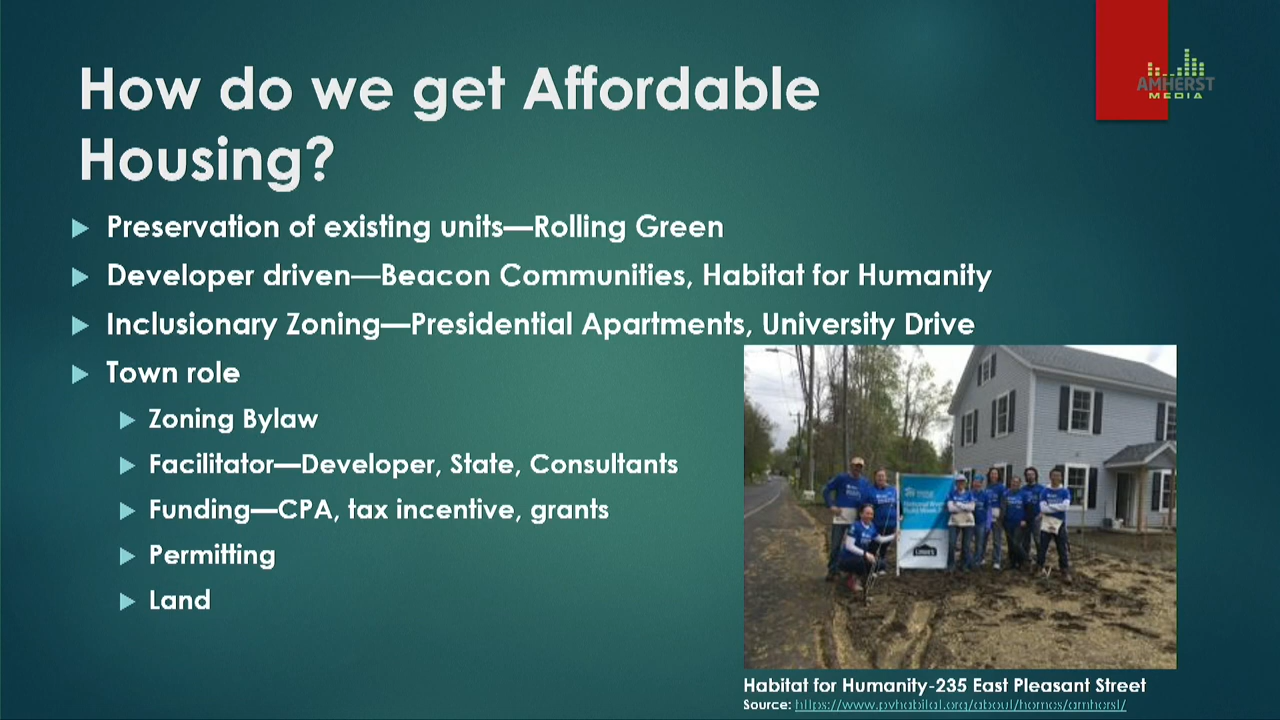 How do we get Affordable
Housing?
AMHERST
MEDIA
Preservation of existing units—Rolling Green
Developer driven—Beacon Communities, Habitat for Humanity
Inclusionary Zoning—Presidential Apartments, University Drive
Town role
Zoning Bylaw
Facilitator—Developer, State, Consultants
Funding—CPA, tax incentive, grants
Permitting
Land
LOWE'S
Habitat for Humanity-235 East Pleasant Street
Source: https://www.pvhabitat.org/about/homes/amherst/